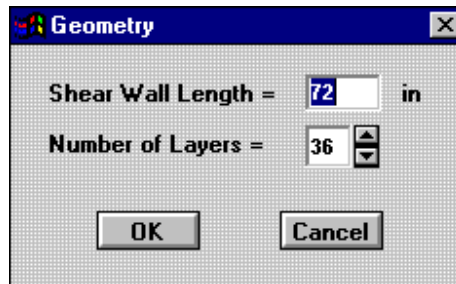 Geometry
Shear Wall Length = 72 in
Number of Layers = 36
OK Cancel